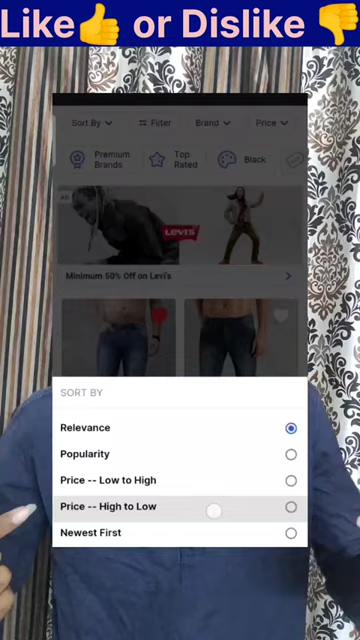 Like👍 or Dislike 👎
Sort By
Filter
Brand
Price
Premium
Brands
Top
Rated
Black
AD
LEVI'S
Minimum 50% Off on Levi's
SORT BY
Relevance
Popularity
Price -- Low to High
Price -- High to Low
Newest First